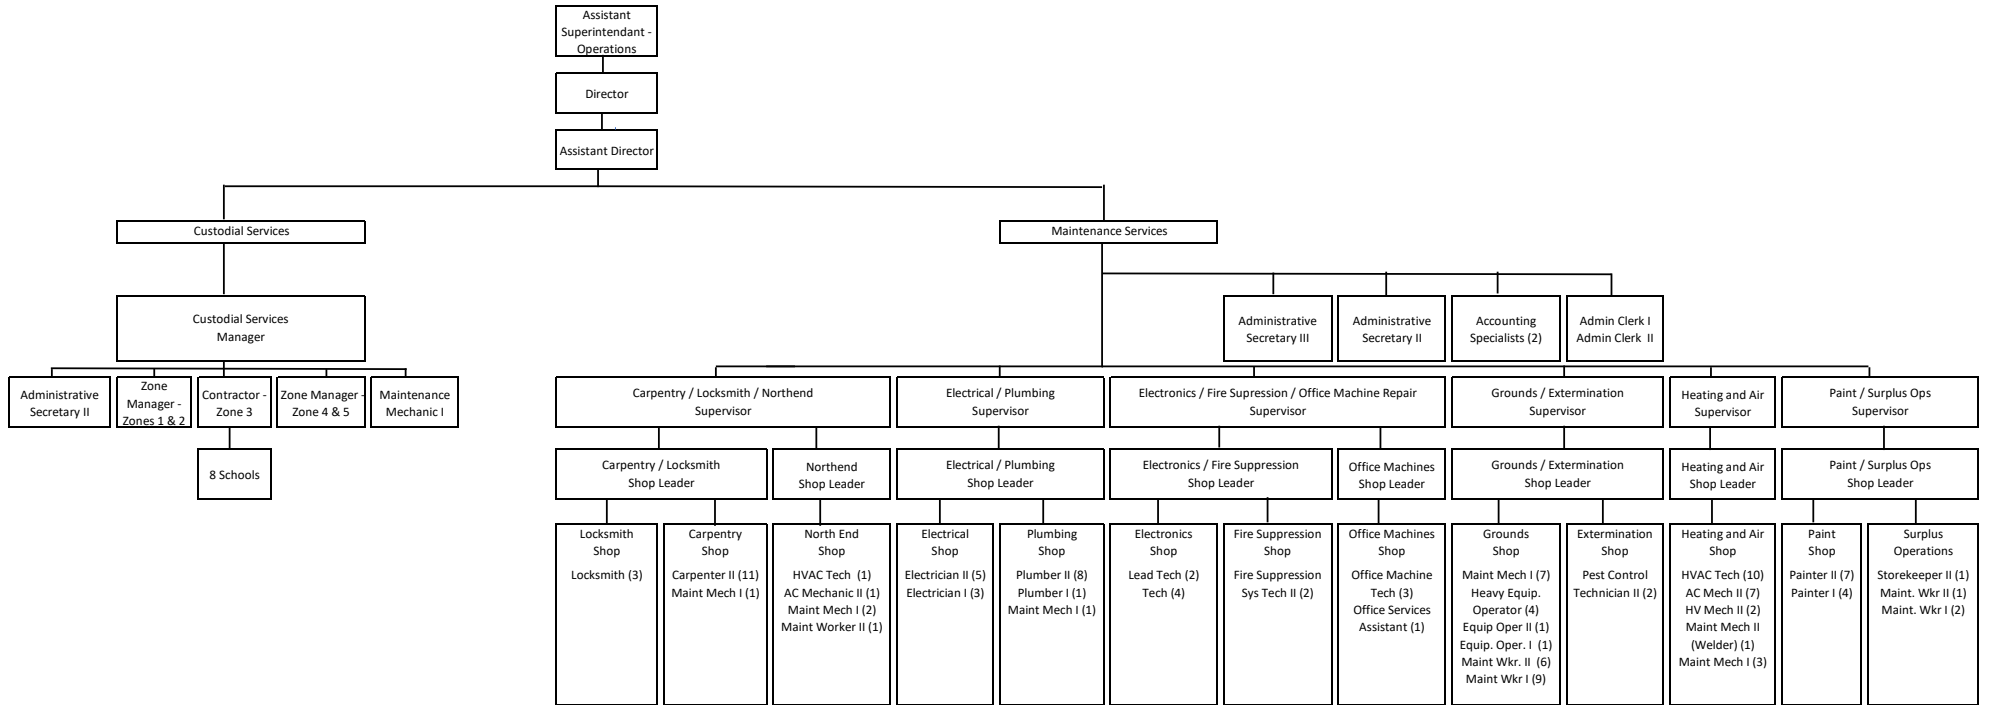 Assistant
Superintendant -
Operations
Director
Assistant Director
Custodial Services
Maintenance Services
Custodial Services
Manager
Administrative
Secretary III
Administrative
Secretary II
Accounting
Specialists (2)
Admin Clerk I
Admin Clerk II
Administrative
Secretary II
Zone
Manager -
Zones 1 & 2
Contractor -
Zone 3
Zone Manager -
Zone 4 & 5
Maintenance
Mechanic I
8 Schools
Carpentry / Locksmith / Northend
Supervisor
Electrical / Plumbing
Supervisor
Electronics / Fire Supression / Office Machine Repair
Supervisor
Grounds / Extermination
Supervisor
Heating and Air
Supervisor
Paint / Surplus Ops
Supervisor
Carpentry / Locksmith
Shop Leader
Northend
Shop Leader
Electrical / Plumbing
Shop Leader
Electronics / Fire Suppression
Shop Leader
Office Machines
Shop Leader
Grounds / Extermination
Shop Leader
Heating and Air
Shop Leader
Paint / Surplus Ops
Shop Leader
Locksmith
Shop
Locksmith (3)
Carpentry
Shop
Carpenter II (11)
Maint Mech I (1)
North End
Shop
HVAC Tech (1)
AC Mechanic II (1)
Maint Mech I (2)
Maint Worker II (1)
Electrical
Shop
Electrician II (5)
Electrician I (3)
Plumbing
Shop
Plumber II (8)
Plumber I (1)
Maint Mech I (1)
Electronics
Shop
Lead Tech (2)
Tech (4)
Fire Suppression
Shop
Fire Suppression
Sys Tech II (2)
Office Machines
Shop
Office Machine
Tech (3)
Office Services
Assistant (1)
Grounds
Shop
Maint Mech I (7)
Heavy Equip.
Operator (4)
Equip Oper II (1)
Equip. Oper. I (1)
Maint Wkr. II (6)
Maint Wkr I (9)
Extermination
Shop
Pest Control
Technician II (2)
Heating and Air
Shop
HVAC Tech (10)
AC Mech II (7)
HV Mech II (2)
Maint Mech II
(Welder) (1)
Maint Mech I (3)
Paint
Shop
Painter II (7)
Painter I (4)
Surplus
Operations
Storekeeper II (1)
Maint. Wkr II (1)
Maint. Wkr I (2)